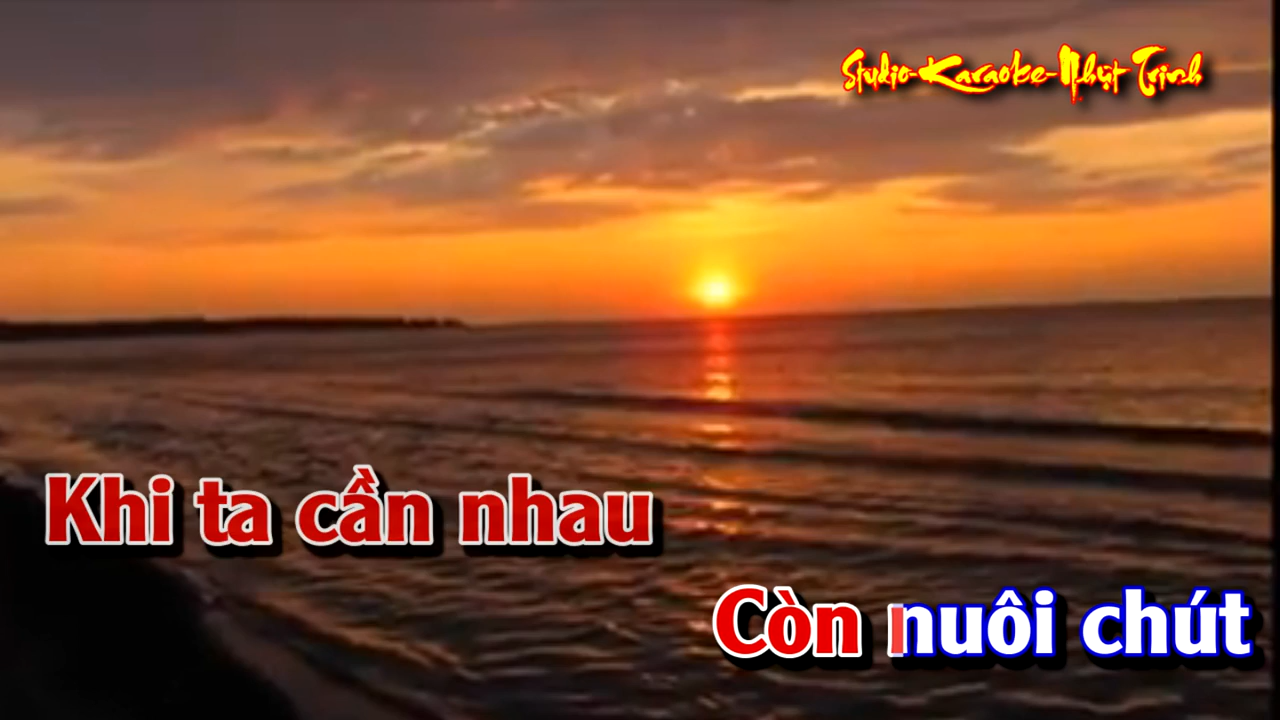 Studio-Karaoke-Nhựt Trinh
Khi ta cần nhau
Còn nuôi chút